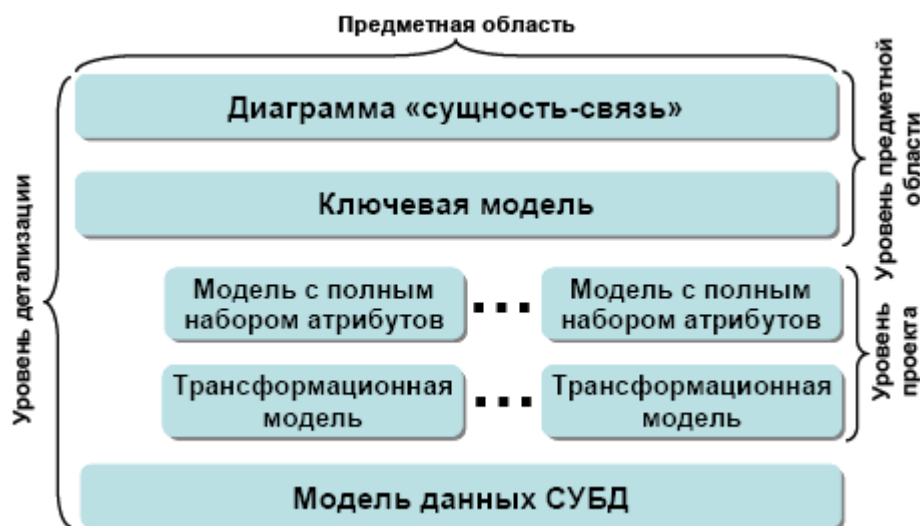 Предметная область
Диаграмма «сущность-связь»
Ключевая модель
Модель с полным
набором атрибутов
...
Модель с полным
набором атрибутов
Трансформационная
модель
...
Трансформационная
модель
Модель данных СУБД
Уровень детализации
Уровень предметной
области
Уровень
проекта